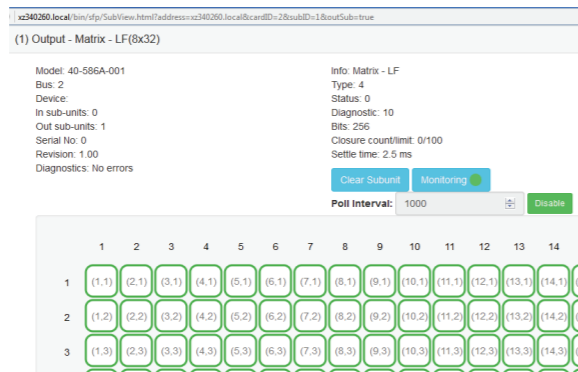 xz340260.local/bin/sfp/SubView.html?address=xz340260.local&cardID=2&subID=1&outSub=true
(1) Output - Matrix - LF(8x32)
Model: 40-586A-001
Bus: 2
Device:
In sub-units: 0
Out sub-units: 1
Serial No: 0
Revision: 1.00
Diagnostics: No errors
Info: Matrix - LF
Type: 4
Status: 0
Diagnostic: 10
Bits: 256
Closure count/limit: 0/100
Settle time: 2.5 ms
Clear Subunit Monitoring
Poll Interval: 1000 Disable
1 2 3 4 5 6 7 8 9 10 11 12 13 14
1 (1,1) (2,1) (3,1) (4,1) (5,1) (6,1) (7,1) (8,1) (9,1) (10,1) (11,1) (12,1) (13,1) (14,1)
2 (1,2) (2,2) (3,2) (4,2) (5,2) (6,2) (7,2) (8,2) (9,2) (10,2) (11,2) (12,2) (13,2) (14,2)
3 (1,3) (2,3) (3,3) (4,3) (5,3) (6,3) (7,3) (8,3) (9,3) (10,3) (11,3) (12,3) (13,3) (14,3)